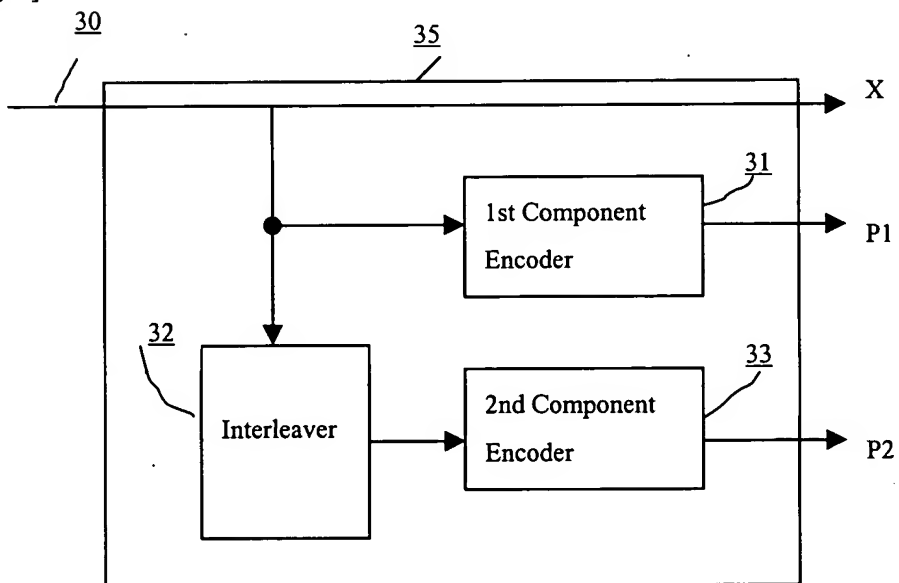 30
35
X
31
1st Component
Encoder
P1
32
33
Interleaver
2nd Component
Encoder
P2